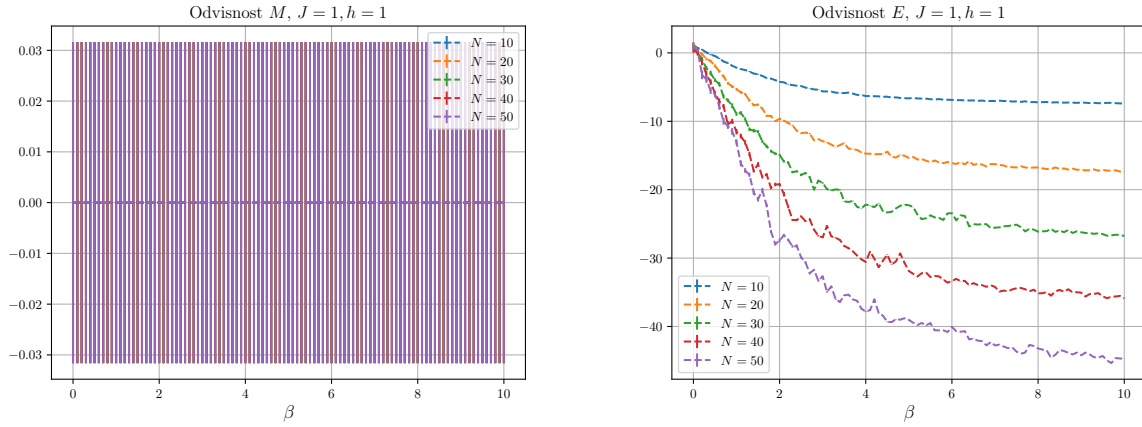 Odvisnost M, J = 1, h = 1
0.03
0.02
0.01
0.00
−0.01
−0.02
−0.03
N = 10
N = 20
N = 30
N = 40
N = 50
0 2 4 6 8 10
β
Odvisnost E, J = 1, h = 1
0
−10
−20
−30
−40
N = 10
N = 20
N = 30
N = 40
N = 50
0 2 4 6 8 10
β